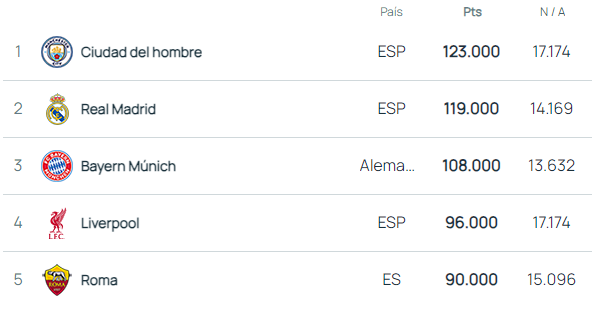 País Pts N / A
1 Ciudad del hombre ESP 123.000 17.174
2 Real Madrid ESP 119.000 14.169
3 Bayern Múnich Alema... 108.000 13.632
4 L.F.C. Liverpool ESP 96.000 17.174
5 ROMA Roma ES 90.000 15.096